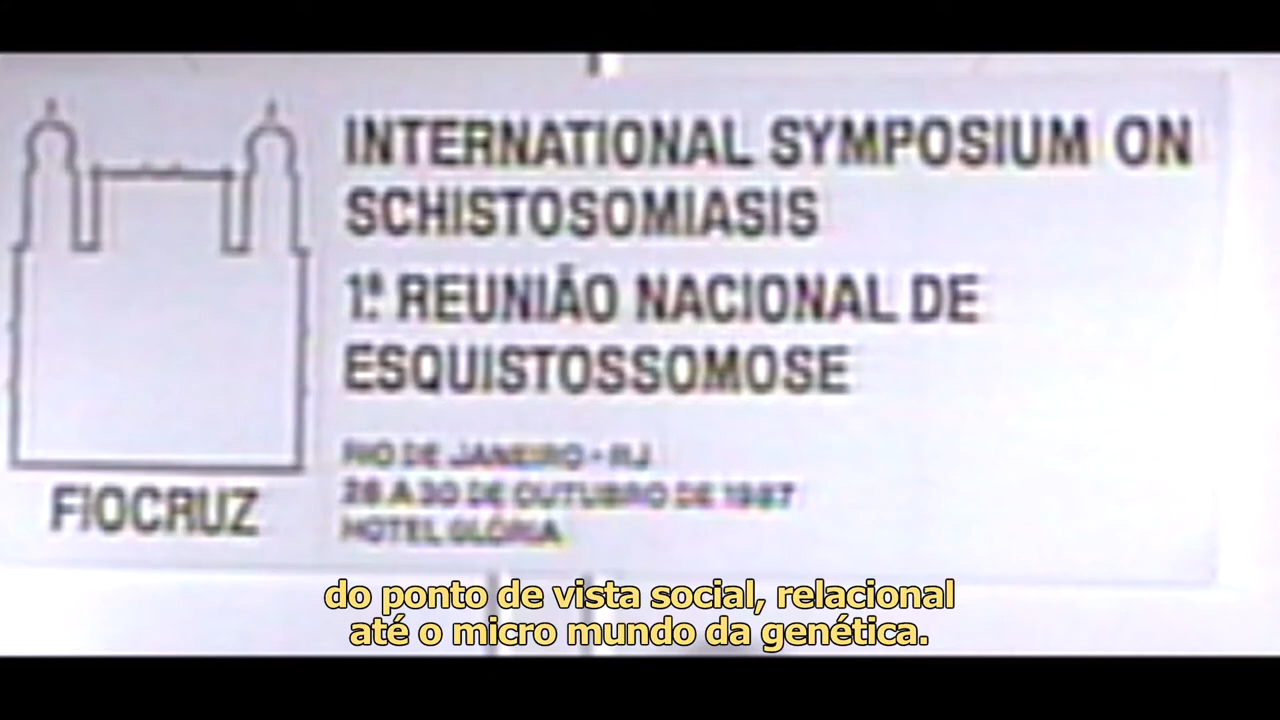 INTERNATIONAL SYMPOSIUM ON
SCHISTOSOMIASIS
1ª REUNIÃO NACIONAL DE
ESQUISTOSSOMOSE
RIO DE JANEIRO - RJ
A 30 DE OUTUBRO DE 1987
HOTEL GLÓRIA
FIOCRUZ
do ponto de vista social, relacional
até o micro mundo da genética.